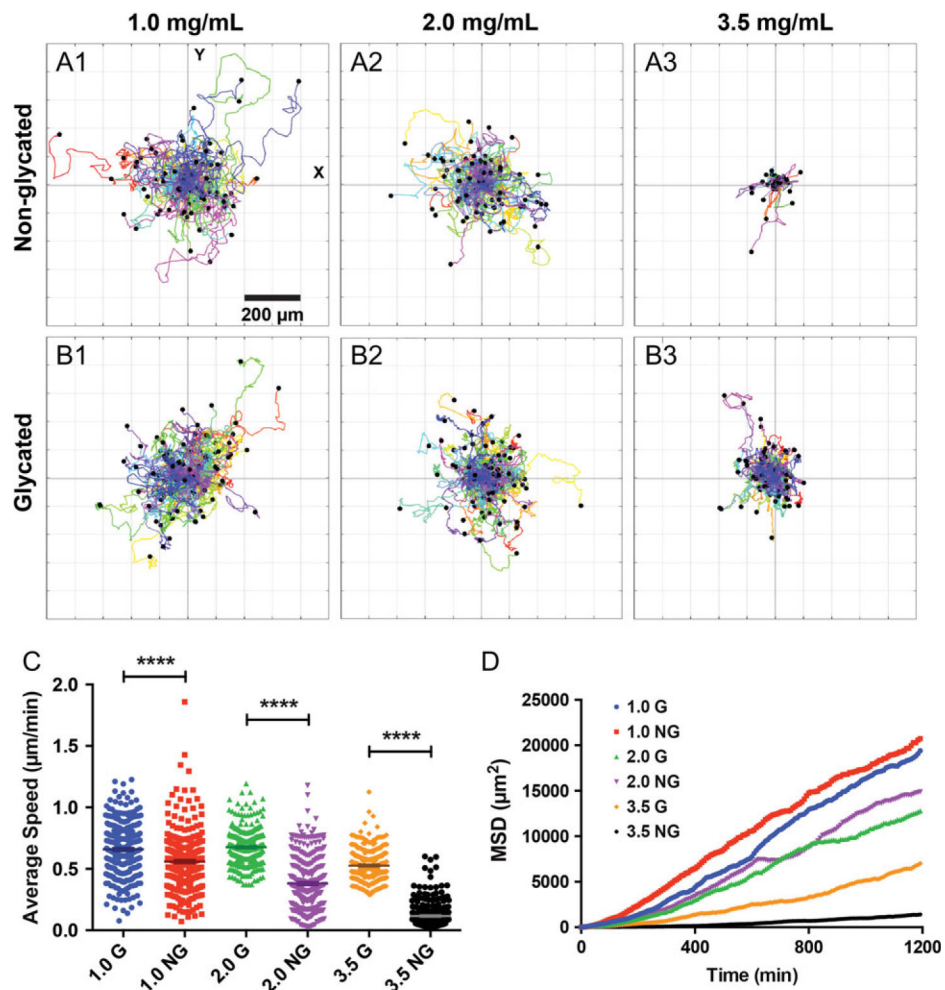 1.0 mg/mL 2.0 mg/mL 3.5 mg/mL
Non-glycated
A1
Y
X
200 µm
A2
A3
Glycated
B1
B2
B3
C
Average Speed (µm/min)
2.0
1.5
1.0
0.5
0.0
****
****
****
1.0 G
1.0 NG
2.0 G
2.0 NG
3.5 G
3.5 NG
D
MSD (µm²)
25000
20000
15000
10000
5000
0
1.0 G
1.0 NG
2.0 G
2.0 NG
3.5 G
3.5 NG
0 400 800 1200
Time (min)